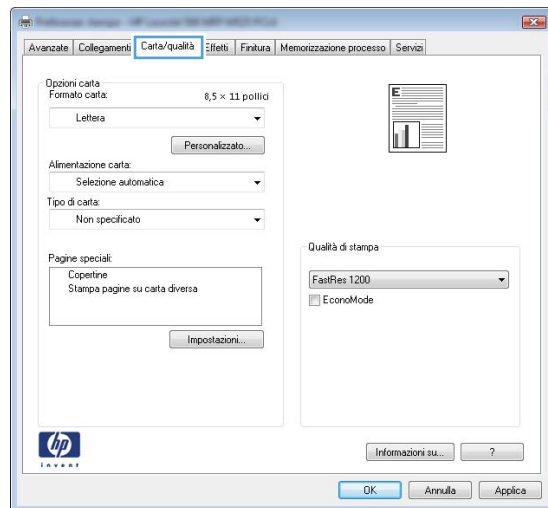 Avanzate Collegamenti Carta/qualità Effetti Finitura Memorizzazione processo Servizi
Opzioni carta
Formato carta: 8,5 × 11 pollici
Lettera
Personalizzato...
Alimentazione carta:
Selezione automatica
Tipo di carta:
Non specificato
Pagine speciali:
Copertine
Stampa pagine su carta diversa
Impostazioni...
E
Qualità di stampa
FastRes 1200
EconoMode
hp
invent
Informazioni su... ?
OK Annulla Applica